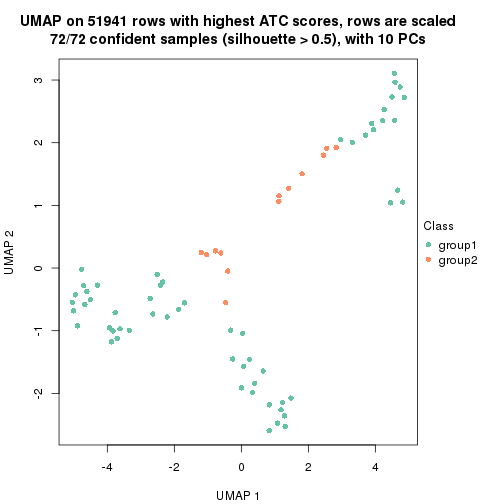 UMAP on 51941 rows with highest ATC scores, rows are scaled
72/72 confident samples (silhouette > 0.5), with 10 PCs
3
2
1
0
-1
-2
UMAP 2
-4
-2
0
2
4
UMAP 1
Class
group1
group2